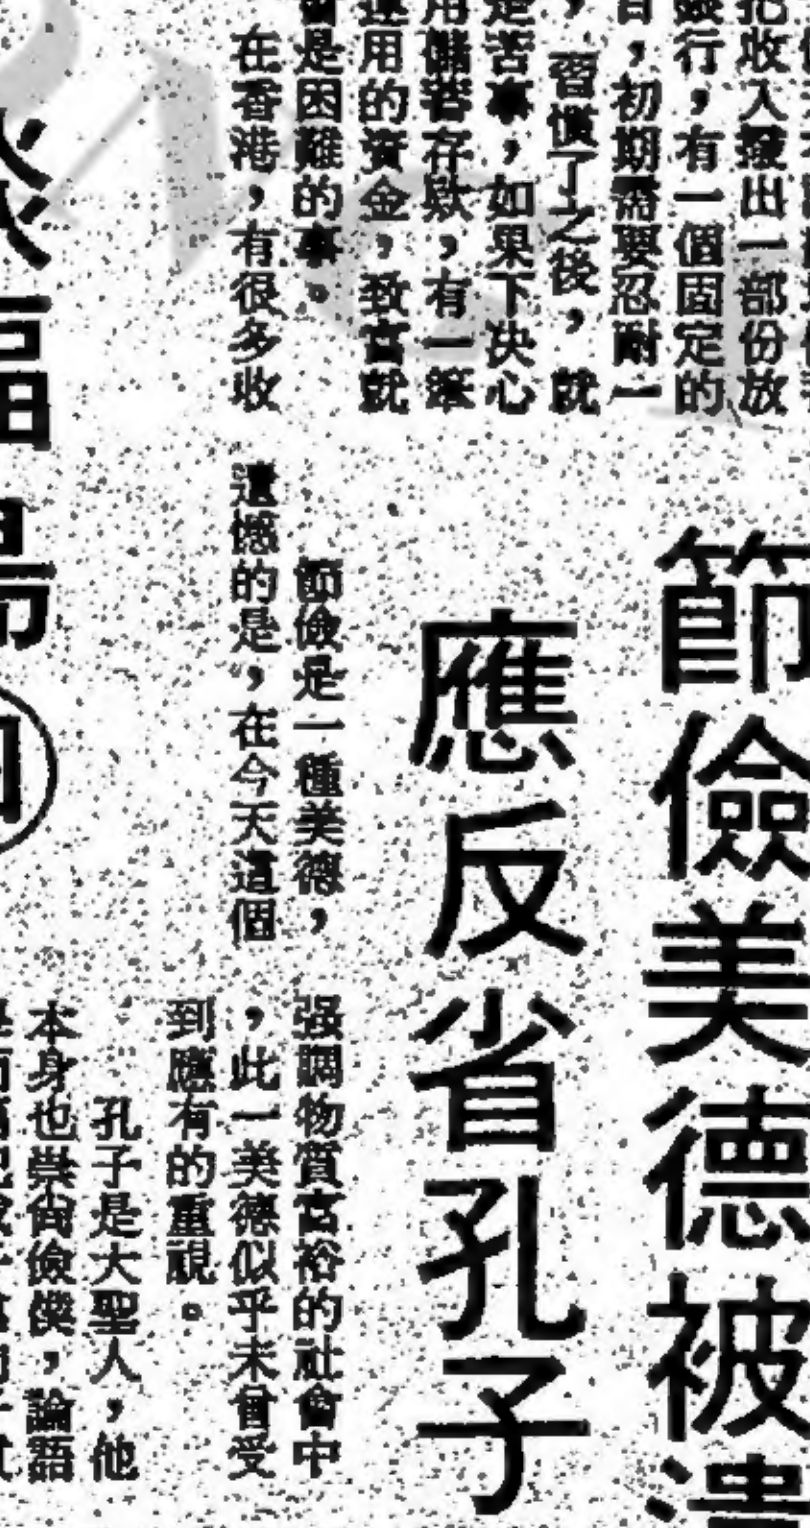 把收入撥出一部份放
銀行，有一個固定的
，初期需要忍耐一
，習慣了之後，就
是苦事，如果下決心
用儲蓄存款，有一筆
運用的資金，致富就
會是困難的事。
在香港，有很多收
節儉美德被
應反省孔子
節儉是一種美德，
遺憾的是，在今天這個
强調物質富裕的社會中
，此一美德似乎未曾受
到應有的重視。
孔子是大聖人，他
本身也崇尙儉僕，論語